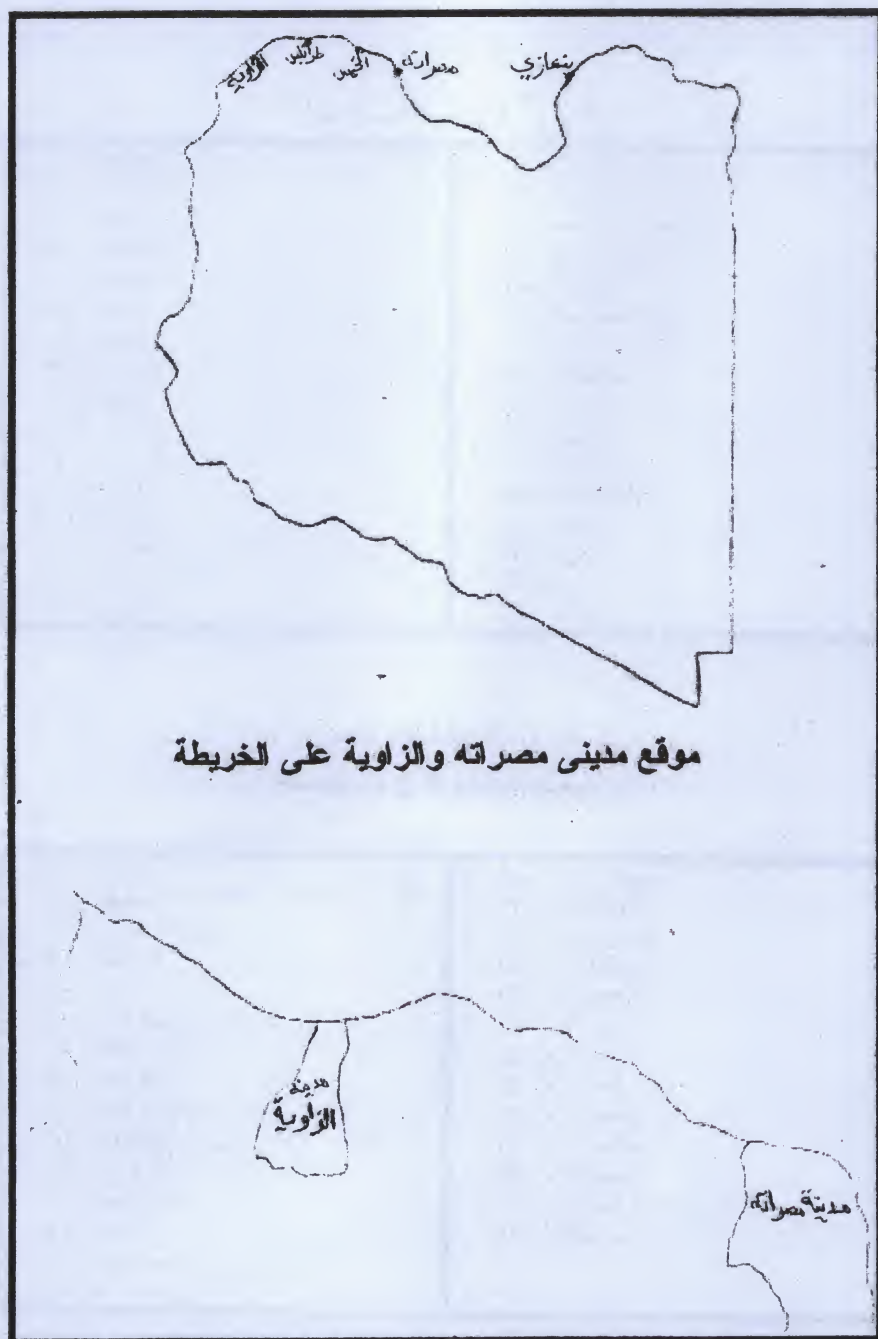 الزاوية
طرابلس
الخمس
مصراته
بنغازي
موقع مدينى مصراته والزاوية على الخريطة
مدينة
الزاوية
مدينة مصراته